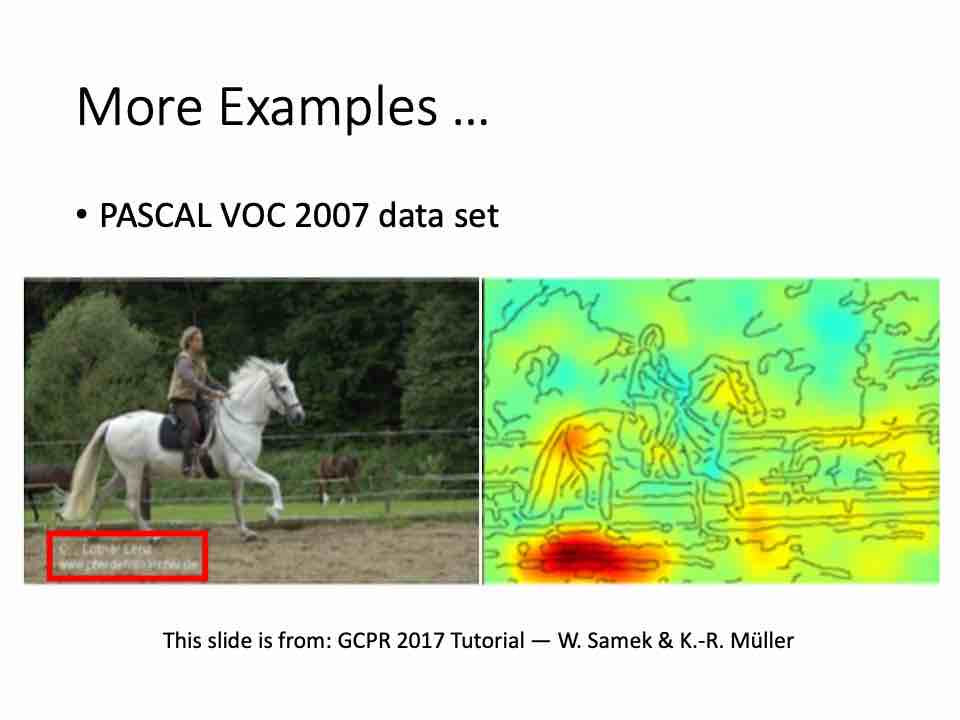 More Examples ...
• PASCAL VOC 2007 data set
© Lothar Lenz
www.pferdefotoarchiv.de
This slide is from: GCPR 2017 Tutorial — W. Samek & K.-R. Müller